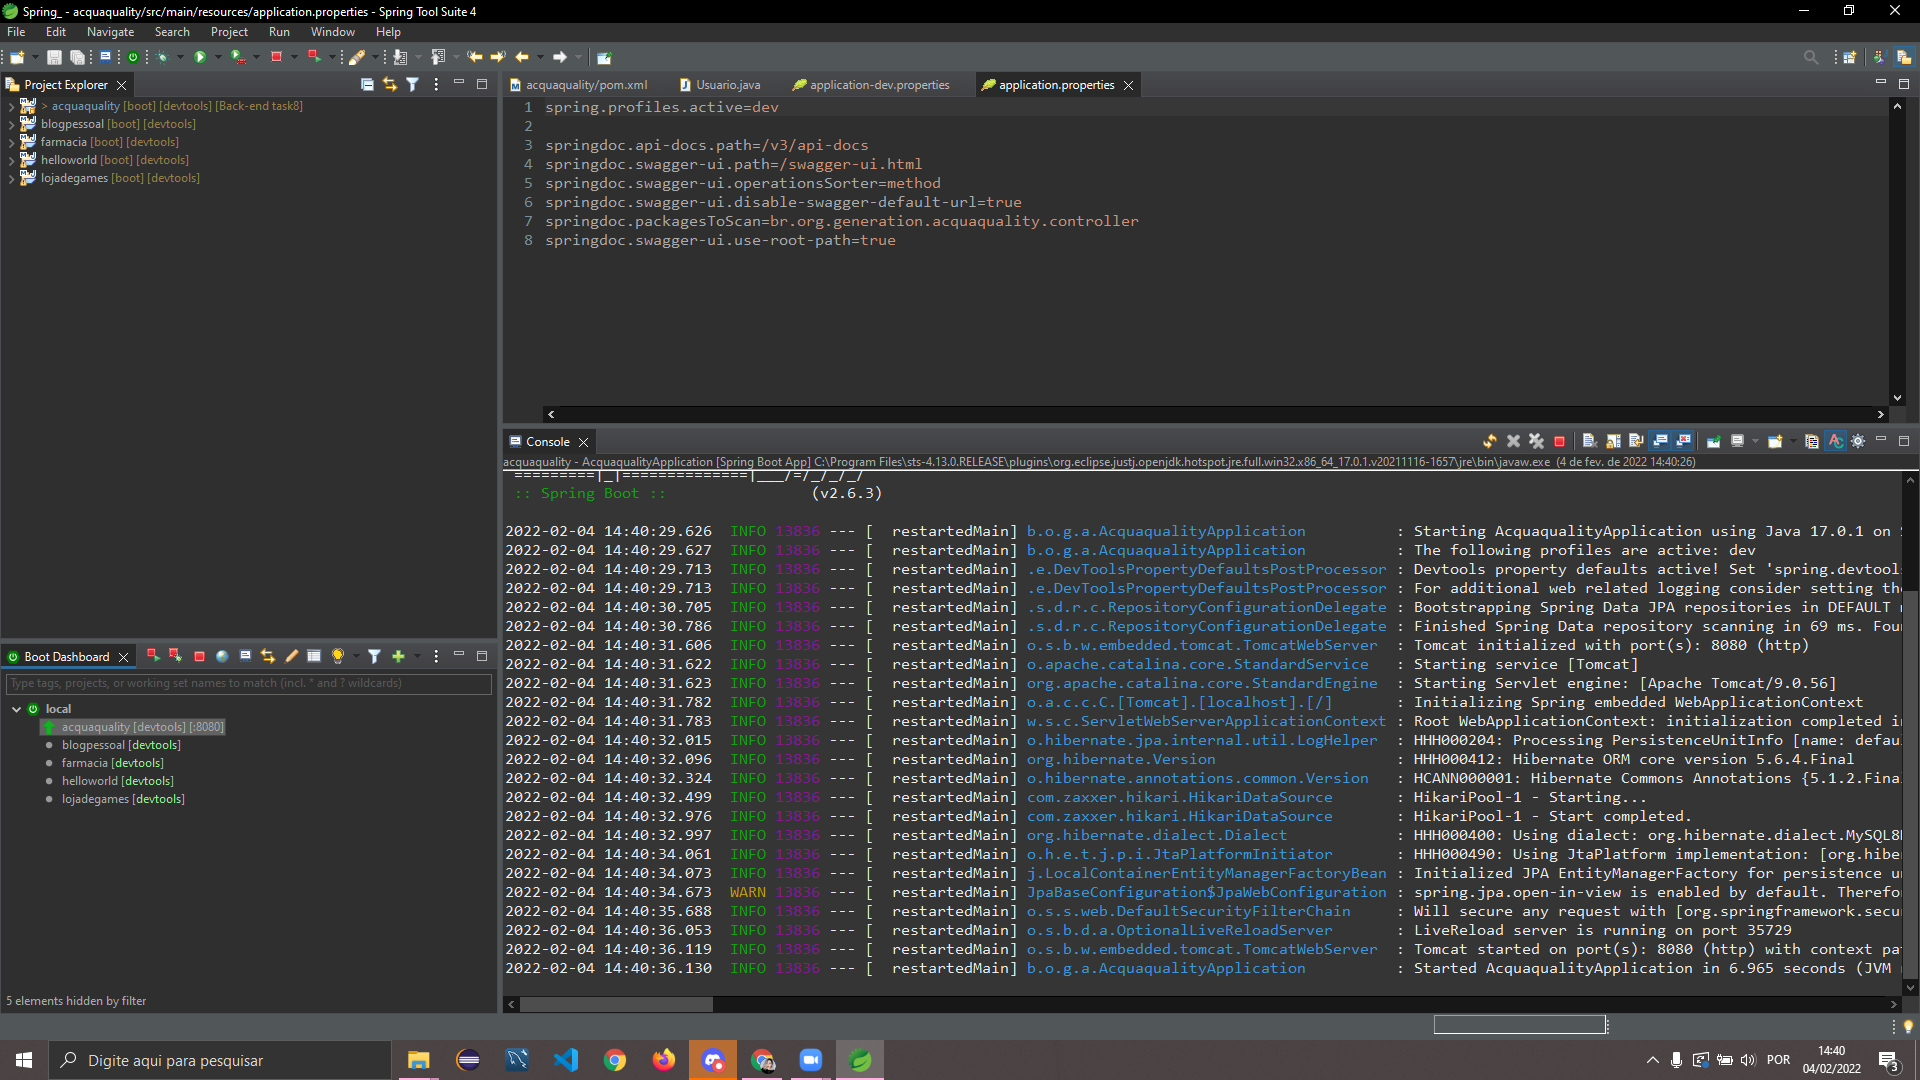 Spring_ - acquaquality/src/main/resources/application.properties - Spring Tool Suite 4
File Edit Navigate Search Project Run Window Help
Project Explorer
> acquaquality [boot] [devtools] [Back-end task8]
blogpessoal [boot] [devtools]
farmacia [boot] [devtools]
helloworld [boot] [devtools]
lojadegames [boot] [devtools]
acquaquality/pom.xml Usuario.java application-dev.properties application.properties
1 spring.profiles.active=dev
2
3 springdoc.api-docs.path=/v3/api-docs
4 springdoc.swagger-ui.path=/swagger-ui.html
5 springdoc.swagger-ui.operationsSorter=method
6 springdoc.swagger-ui.disable-swagger-default-url=true
7 springdoc.packagesToScan=br.org.generation.acquaquality.controller
8 springdoc.swagger-ui.use-root-path=true
Console
acquaquality - AcquaqualityApplication [Spring Boot App] C:\Program Files\sts-4.13.0.RELEASE\plugins\org.eclipse.justj.openjdk.hotspot.jre.full.win32.x86_64_17.0.1.v20211116-1657\jre\bin\javaw.exe (4 de fev. de 2022 14:40:26)
=========|_|==============|___/=/_/_/_/
:: Spring Boot :: (v2.6.3)
2022-02-04 14:40:29.626 INFO 13836 --- [ restartedMain] b.o.g.a.AcquaqualityApplication : Starting AcquaqualityApplication using Java 17.0.1 on
2022-02-04 14:40:29.627 INFO 13836 --- [ restartedMain] b.o.g.a.AcquaqualityApplication : The following profiles are active: dev
2022-02-04 14:40:29.713 INFO 13836 --- [ restartedMain] .e.DevToolsPropertyDefaultsPostProcessor : Devtools property defaults active! Set 'spring.devtools
2022-02-04 14:40:29.713 INFO 13836 --- [ restartedMain] .e.DevToolsPropertyDefaultsPostProcessor : For additional web related logging consider setting the
2022-02-04 14:40:30.705 INFO 13836 --- [ restartedMain] .s.d.r.c.RepositoryConfigurationDelegate : Bootstrapping Spring Data JPA repositories in DEFAULT
2022-02-04 14:40:30.786 INFO 13836 --- [ restartedMain] .s.d.r.c.RepositoryConfigurationDelegate : Finished Spring Data repository scanning in 69 ms. Fou
2022-02-04 14:40:31.606 INFO 13836 --- [ restartedMain] o.s.b.w.embedded.tomcat.TomcatWebServer : Tomcat initialized with port(s): 8080 (http)
2022-02-04 14:40:31.622 INFO 13836 --- [ restartedMain] o.apache.catalina.core.StandardService : Starting service [Tomcat]
2022-02-04 14:40:31.623 INFO 13836 --- [ restartedMain] org.apache.catalina.core.StandardEngine : Starting Servlet engine: [Apache Tomcat/9.0.56]
2022-02-04 14:40:31.782 INFO 13836 --- [ restartedMain] o.a.c.c.C.[Tomcat].[localhost].[/] : Initializing Spring embedded WebApplicationContext
2022-02-04 14:40:31.783 INFO 13836 --- [ restartedMain] w.s.c.ServletWebServerApplicationContext : Root WebApplicationContext: initialization completed i
2022-02-04 14:40:32.015 INFO 13836 --- [ restartedMain] o.hibernate.jpa.internal.util.LogHelper : HHH000204: Processing PersistenceUnitInfo [name: defau
2022-02-04 14:40:32.096 INFO 13836 --- [ restartedMain] org.hibernate.Version : HHH000412: Hibernate ORM core version 5.6.4.Final
2022-02-04 14:40:32.324 INFO 13836 --- [ restartedMain] o.hibernate.annotations.common.Version : HCANN000001: Hibernate Commons Annotations {5.1.2.Fina
2022-02-04 14:40:32.499 INFO 13836 --- [ restartedMain] com.zaxxer.hikari.HikariDataSource : HikariPool-1 - Starting...
2022-02-04 14:40:32.976 INFO 13836 --- [ restartedMain] com.zaxxer.hikari.HikariDataSource : HikariPool-1 - Start completed.
2022-02-04 14:40:32.997 INFO 13836 --- [ restartedMain] org.hibernate.dialect.Dialect : HHH000400: Using dialect: org.hibernate.dialect.MySQL8
2022-02-04 14:40:34.061 INFO 13836 --- [ restartedMain] o.h.e.t.j.p.i.JtaPlatformInitiator : HHH000490: Using JtaPlatform implementation: [org.hibe
2022-02-04 14:40:34.073 INFO 13836 --- [ restartedMain] j.LocalContainerEntityManagerFactoryBean : Initialized JPA EntityManagerFactory for persistence u
2022-02-04 14:40:34.673 WARN 13836 --- [ restartedMain] JpaBaseConfiguration$JpaWebConfiguration : spring.jpa.open-in-view is enabled by default. Therefo
2022-02-04 14:40:35.688 INFO 13836 --- [ restartedMain] o.s.s.web.DefaultSecurityFilterChain : Will secure any request with [org.springframework.secu
2022-02-04 14:40:36.053 INFO 13836 --- [ restartedMain] o.s.b.d.a.OptionalLiveReloadServer : LiveReload server is running on port 35729
2022-02-04 14:40:36.119 INFO 13836 --- [ restartedMain] o.s.b.w.embedded.tomcat.TomcatWebServer : Tomcat started on port(s): 8080 (http) with context pa
2022-02-04 14:40:36.130 INFO 13836 --- [ restartedMain] b.o.g.a.AcquaqualityApplication : Started AcquaqualityApplication in 6.965 seconds (JVM
Boot Dashboard
Type tags, projects, or working set names to match (incl. * and ? wildcards)
local
acquaquality [devtools] [:8080]
blogpessoal [devtools]
farmacia [devtools]
helloworld [devtools]
lojadegames [devtools]
5 elements hidden by filter
Digite aqui para pesquisar
POR
14:40
04/02/2022
3